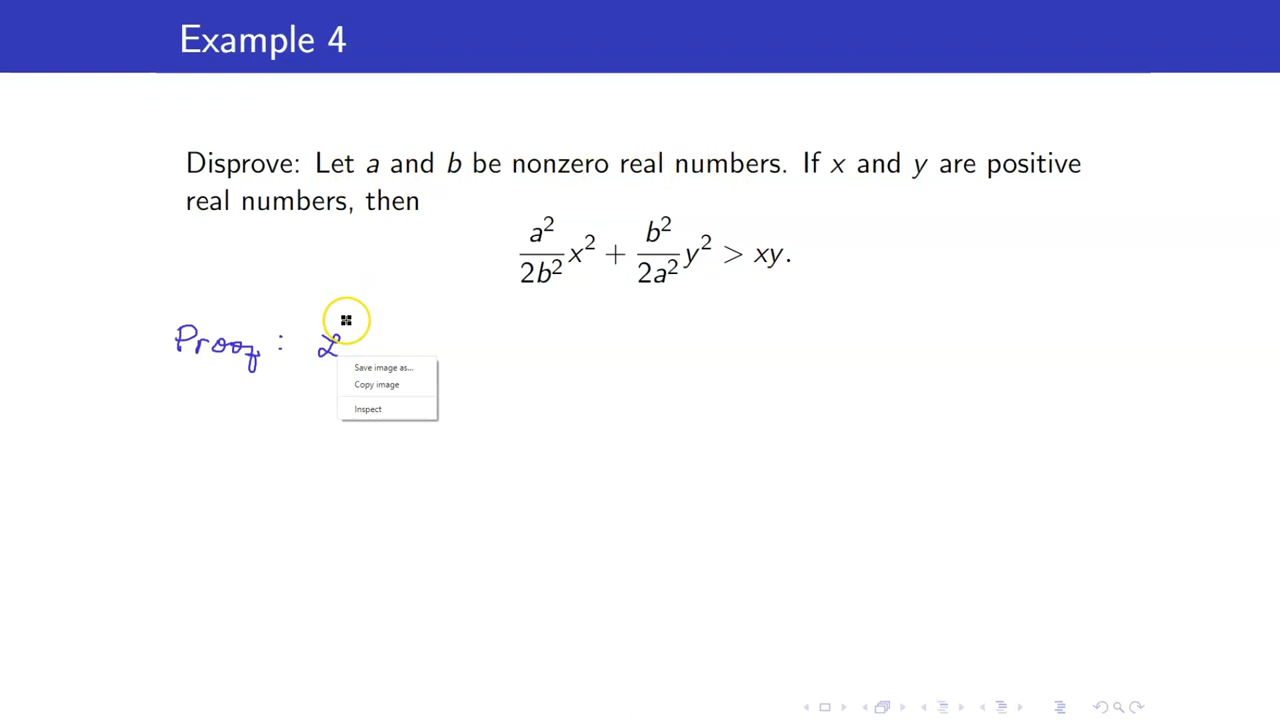 Example 4
Disprove: Let a and b be nonzero real numbers. If x and y are positive
real numbers, then
a²/2b² x² + b²/2a² y² > xy.
Proof : L
Save image as...
Copy image
Inspect